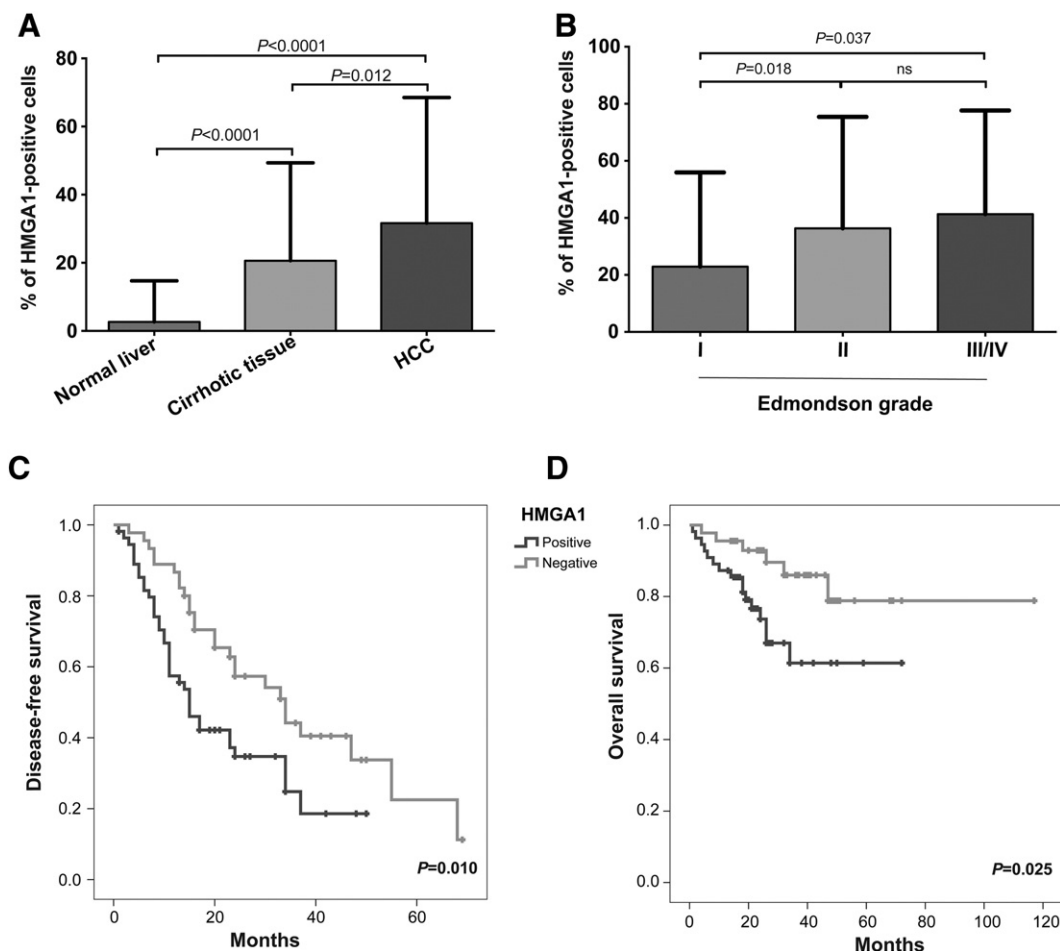 A
% of HMGA1-positive cells
80
60
40
20
0
P<0.0001
P=0.012
P<0.0001
Normal liver
Cirrhotic tissue
HCC
B
% of HMGA1-positive cells
100
80
60
40
20
0
P=0.037
P=0.018
ns
I
II
III/IV
Edmondson grade
C
Disease-free survival
1.0
0.8
0.6
0.4
0.2
0.0
P=0.010
0
20
40
60
Months
HMGA1
Positive
Negative
D
Overall survival
1.0
0.8
0.6
0.4
0.2
0.0
P=0.025
0
20
40
60
80
100
120
Months